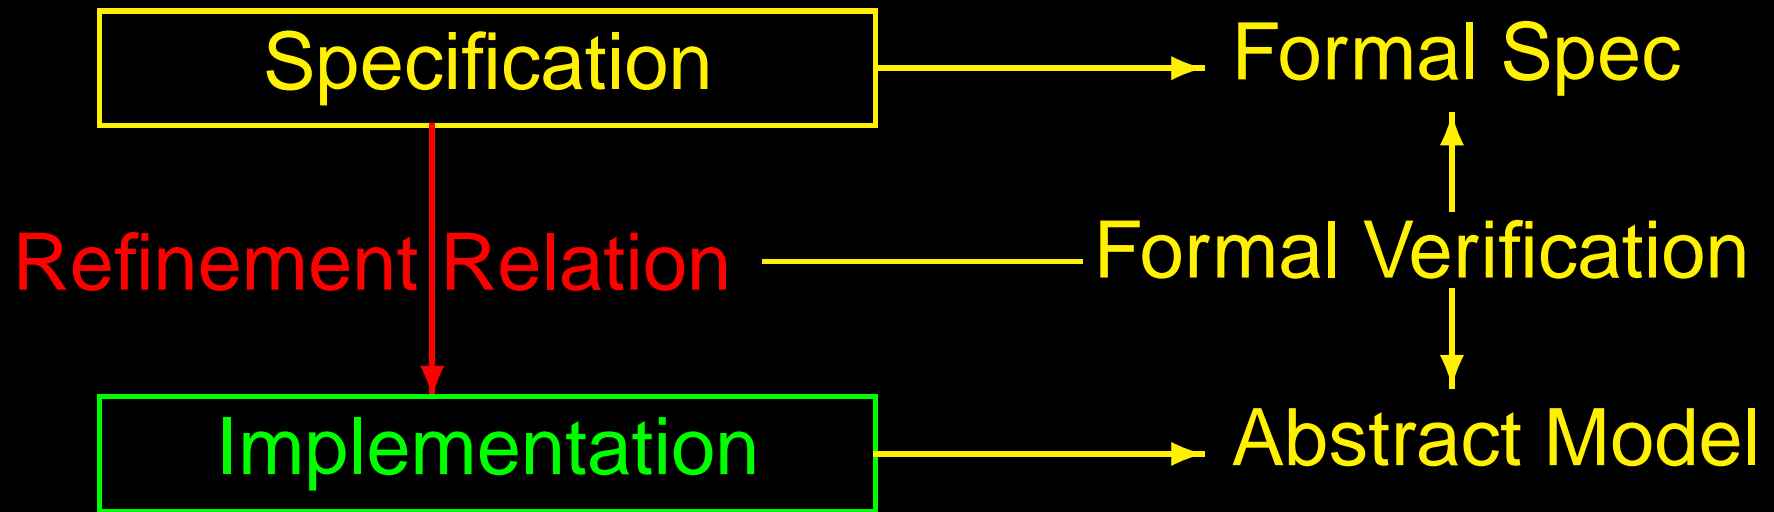 Specification
Formal Spec
Refinement Relation
Formal Verification
Implementation
Abstract Model